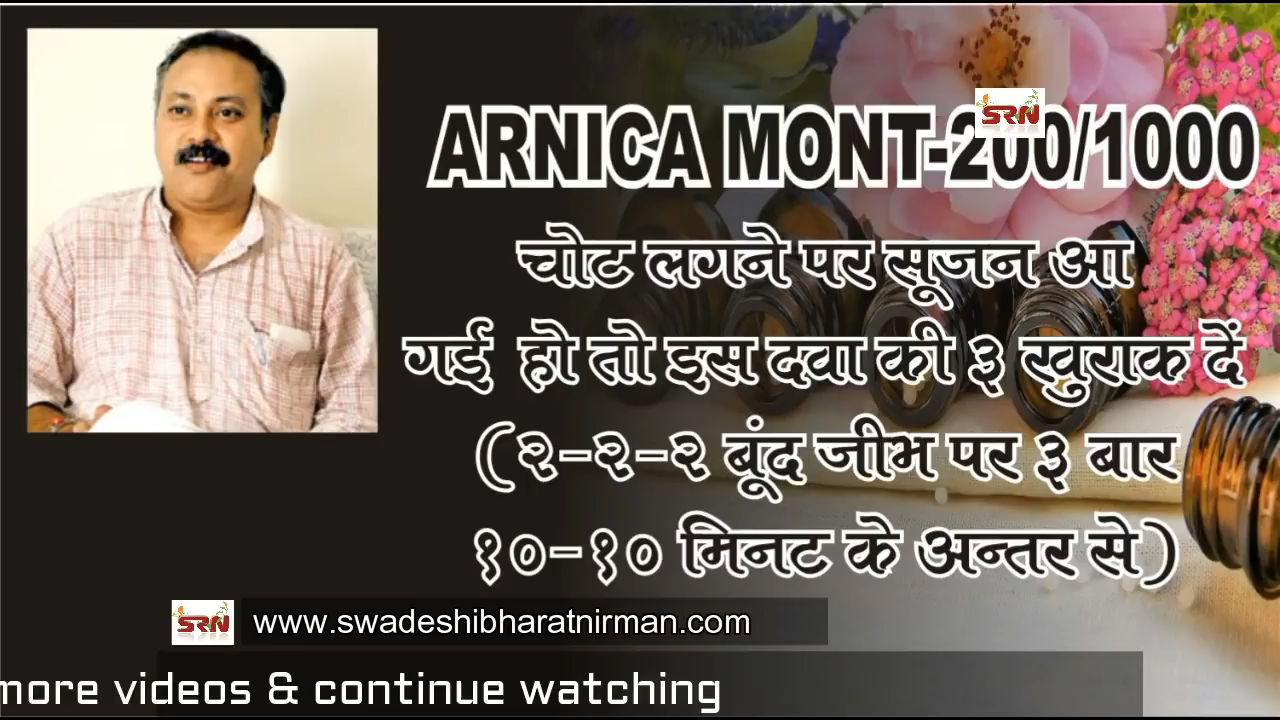 ARNICA MONT-200/1000
SRN
चोट लगने पर सूजन आ
गई हो तो इस दवा की ३ खुराक दें
(२-२-२ बूंद जीभ पर ३ बार
१०-१० मिनट के अन्तर से)
SRN www.swadeshibharatnirman.com
more videos & continue watching